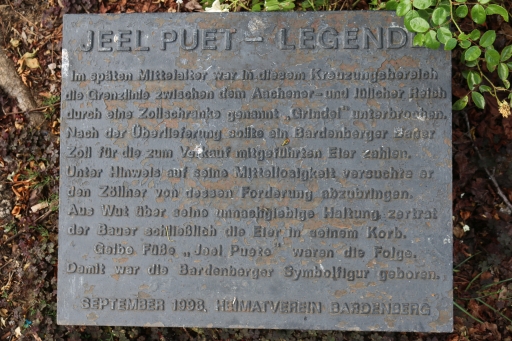 JEEL PUET - LEGENDE
Im späten Mittelalter war in diesem Kreuzungsbereich
die Grenzlinde zwischen dem Aachener- und Jülicher Reich
durch eine Zollschranke genannt „Grindel" unterbrochen.
Nach der Überlieferung sollte ein Bardenberger Bauer
Zoll für die zum Verkauf mitgeführten Eier zahlen.
Unter Hinweis auf seine Mittellosigkeit versuchte er
den Zöllner von dessen Forderung abzubringen.
Aus Wut über seine unnachgiebige Haltung zertrat
der Bauer schließlich die Eier in seinem Korb.
Gelbe Füße „Jeel Puete" waren die Folge.
Damit war die Bardenberger Symbolfigur geboren.
SEPTEMBER 1998, HEIMATVEREIN BARDENBERG